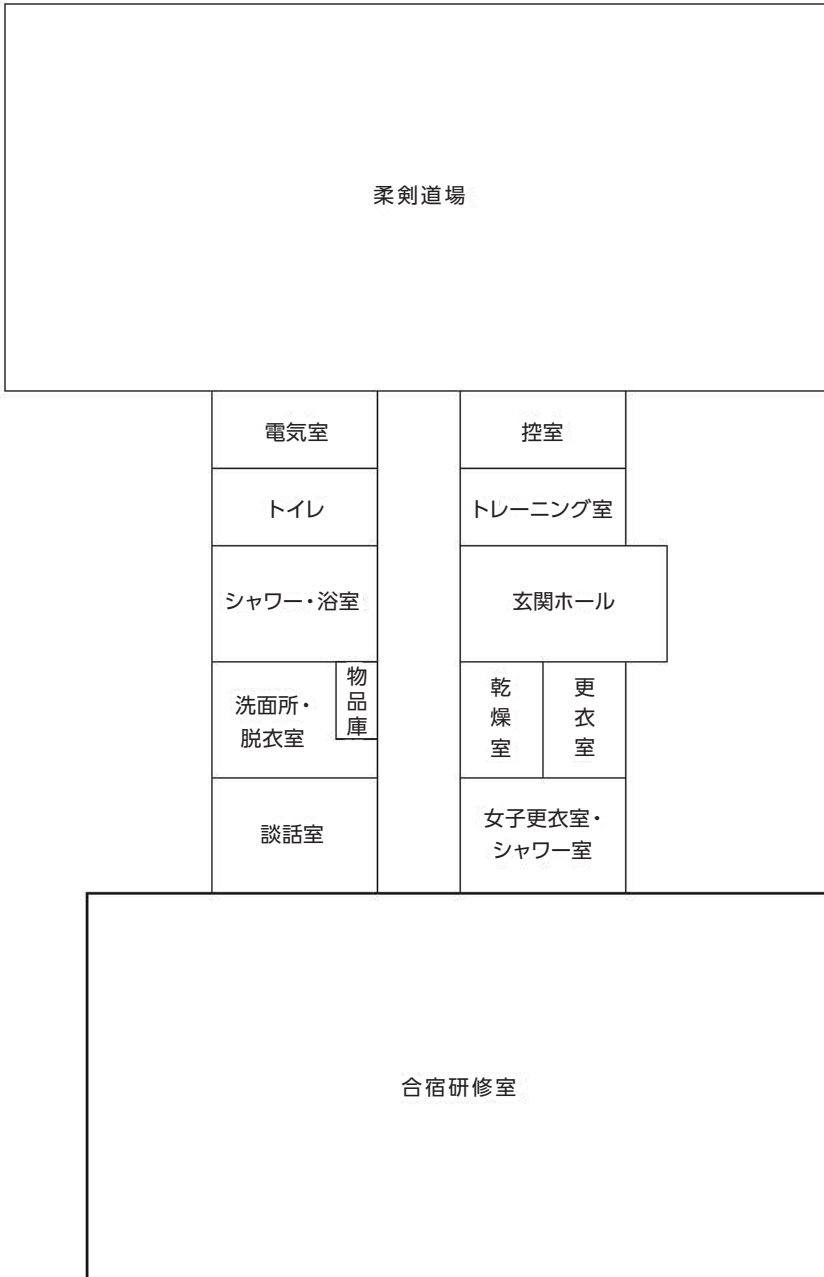 柔剣道場
電気室
控室
トイレ
トレーニング室
シャワー・浴室
玄関ホール
物品庫
洗面所・
脱衣室
乾燥室
更衣室
談話室
女子更衣室・
シャワー室
合宿研修室